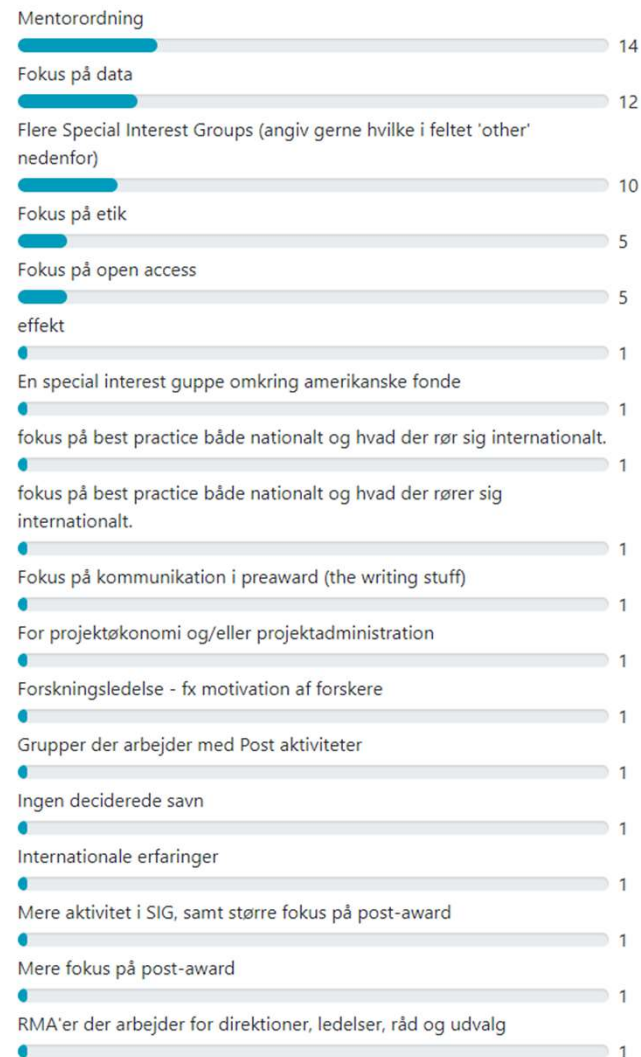 Mentorordning
14
Fokus på data
12
Flere Special Interest Groups (angiv gerne hvilke i feltet 'other'
nedenfor)
10
Fokus på etik
5
Fokus på open access
5
effekt
1
En special interest guppe omkring amerikanske fonde
1
fokus på best practice både nationalt og hvad der rør sig internationalt.
1
fokus på best practice både nationalt og hvad der rører sig
internationalt.
1
Fokus på kommunikation i preaward (the writing stuff)
1
For projektøkonomi og/eller projektadministration
1
Forskningsledelse - fx motivation af forskere
1
Grupper der arbejder med Post aktiviteter
1
Ingen deciderede savn
1
Internationale erfaringer
1
Mere aktivitet i SIG, samt større fokus på post-award
1
Mere fokus på post-award
1
RMA'er der arbejder for direktioner, ledelser, råd og udvalg
1